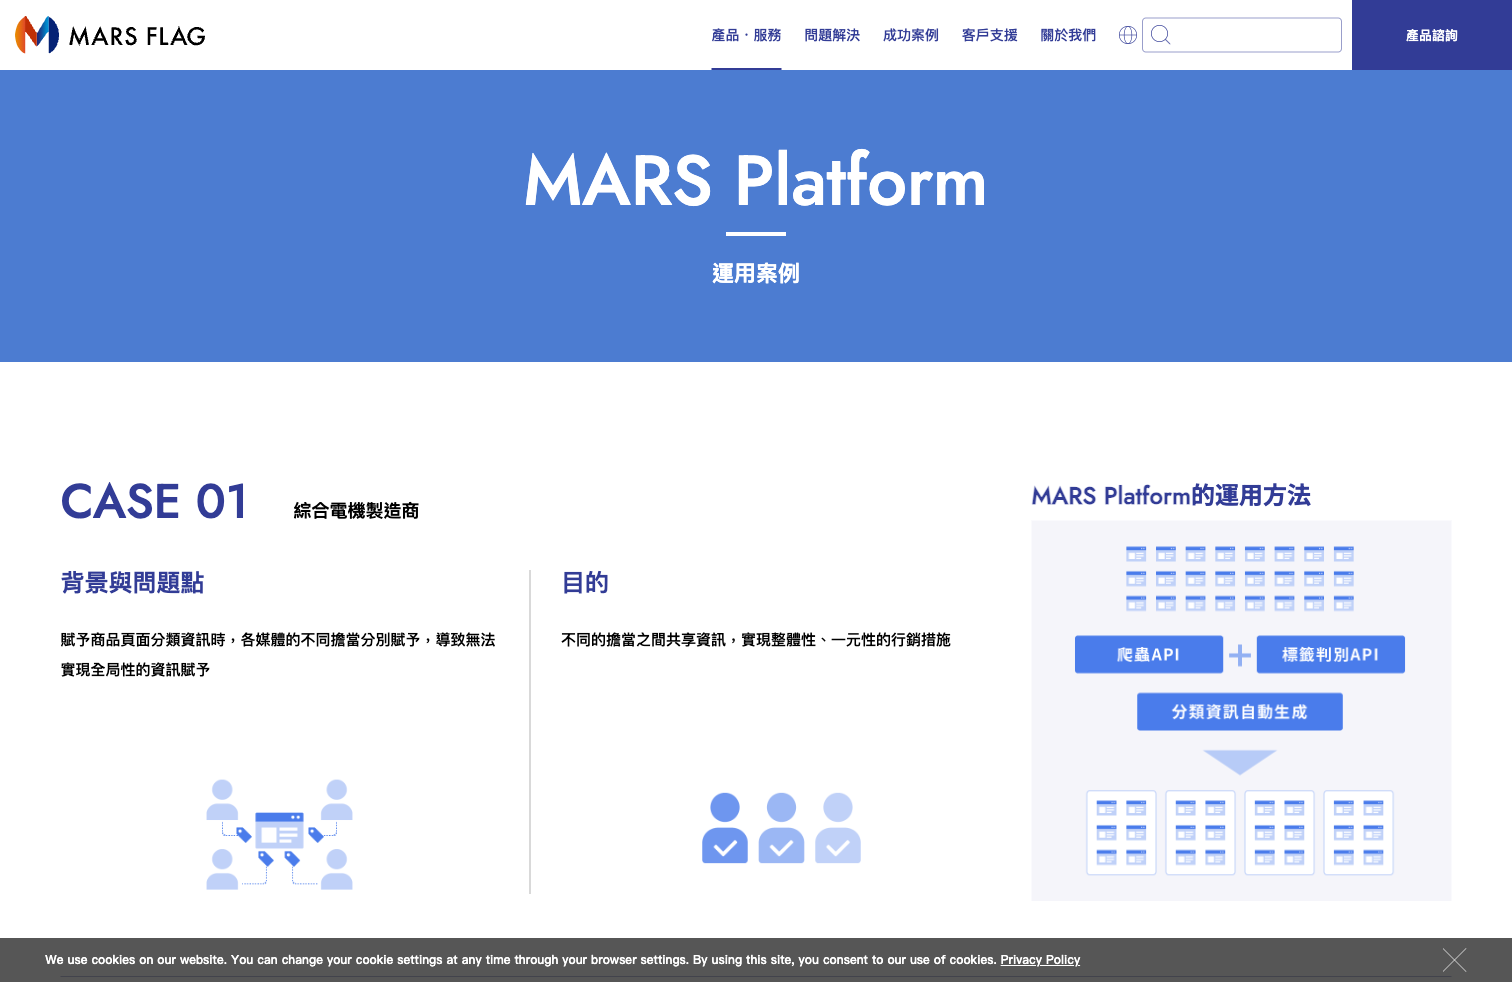 MARS FLAG
產品・服務
問題解決
成功案例
客戶支援
關於我們
產品諮詢
MARS Platform
運用案例
CASE 01
綜合電機製造商
背景與問題點
賦予商品頁面分類資訊時，各媒體的不同擔當分別賦予，導致無法
實現全局性的資訊賦予
目的
不同的擔當之間共享資訊，實現整體性、一元性的行銷措施
MARS Platform的運用方法
爬蟲API
+
標籤判別API
分類資訊自動生成
We use cookies on our website. You can change your cookie settings at any time through your browser settings. By using this site, you consent to our use of cookies. Privacy Policy